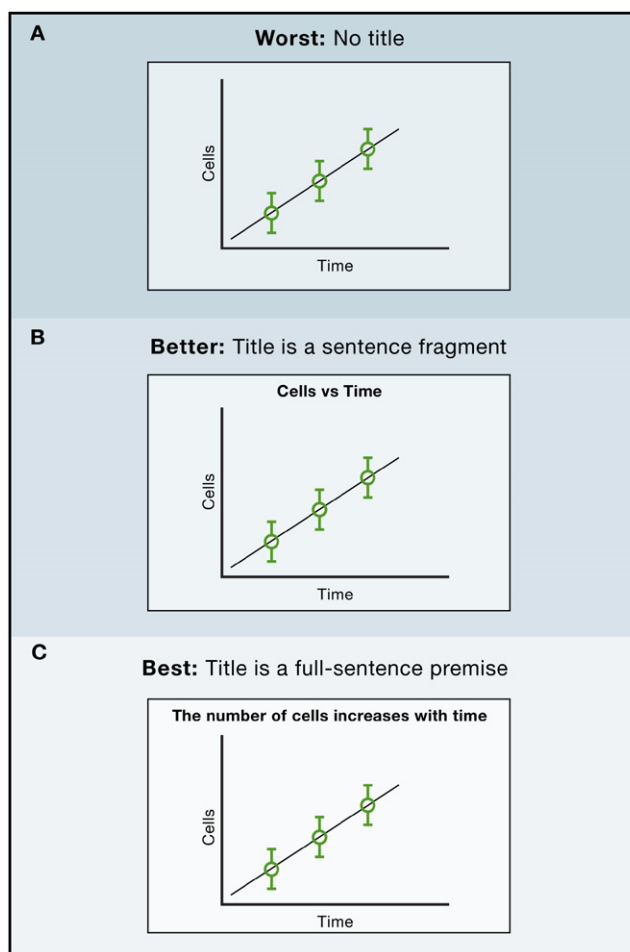 A
Worst: No title
Cells
Time
B
Better: Title is a sentence fragment
Cells vs Time
Cells
Time
C
Best: Title is a full-sentence premise
The number of cells increases with time
Cells
Time